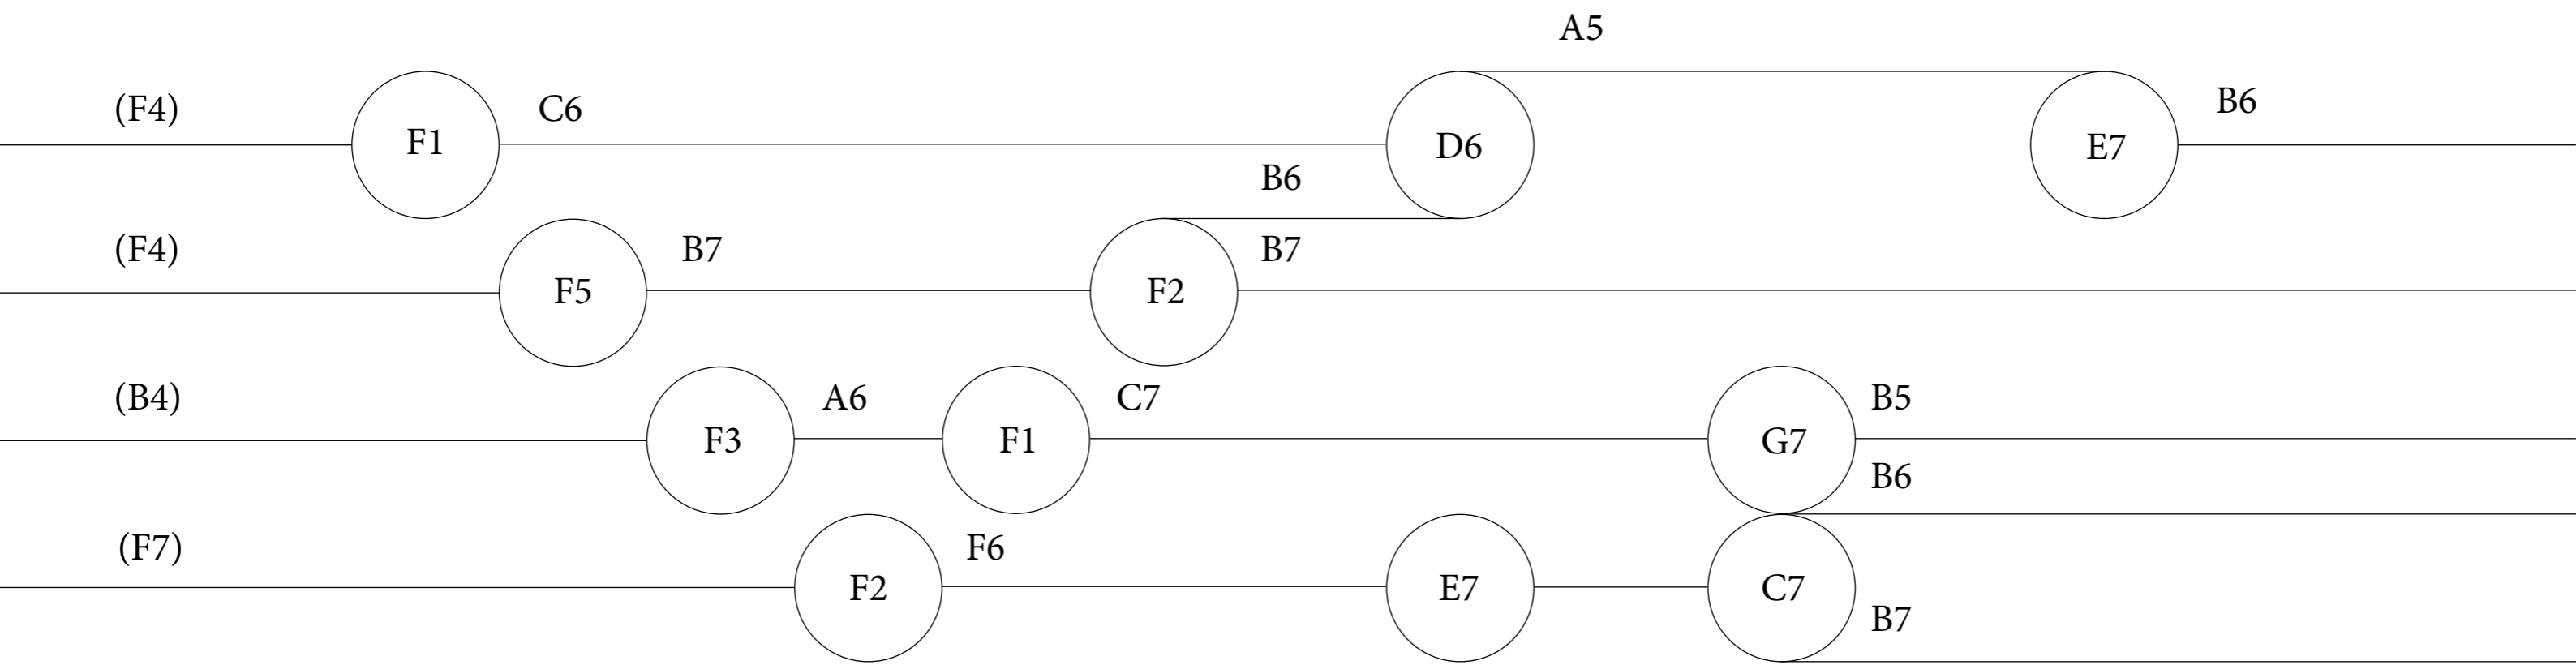 A5
(F4) F1 C6 D6 E7 B6
B6
(F4) F5 B7 F2 B7
(B4) F3 A6 F1 C7 G7 B5
B6
(F7) F2 F6 E7 C7
B7